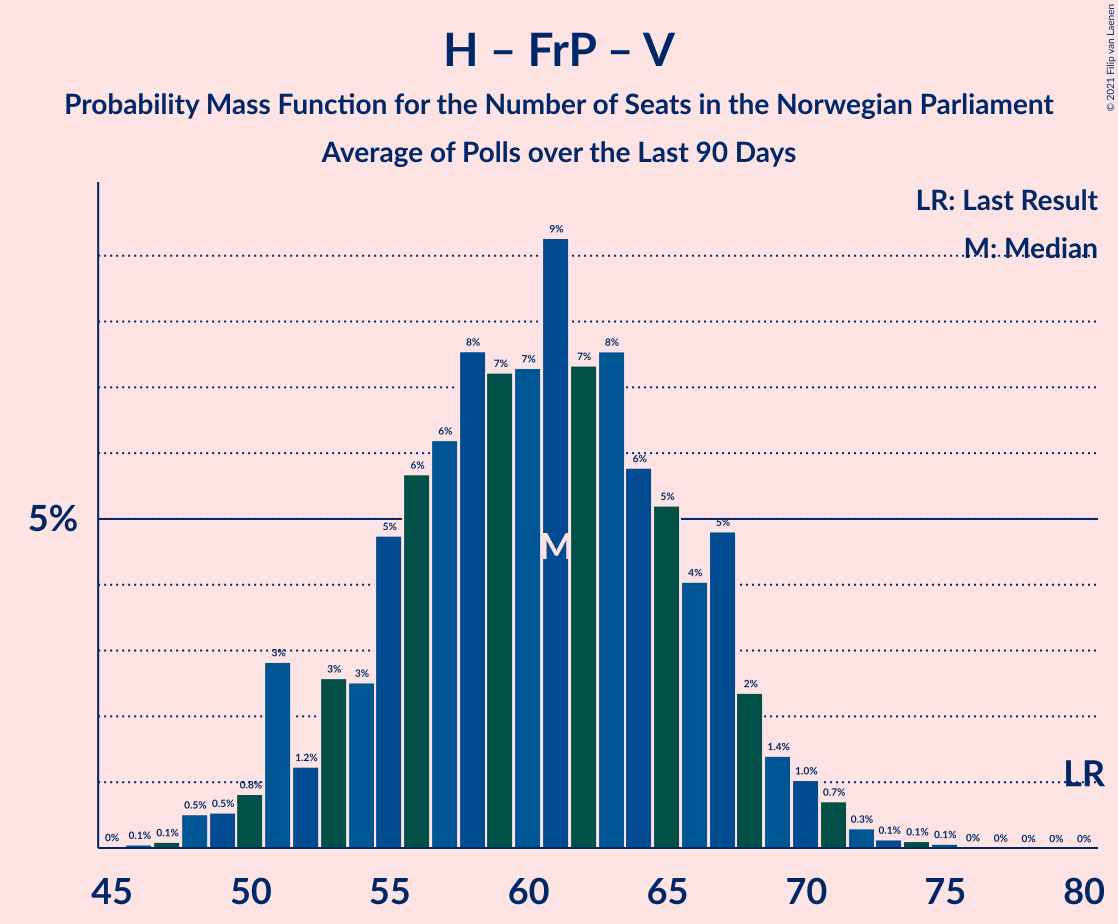 H – FrP – V
Probability Mass Function for the Number of Seats in the Norwegian Parliament
Average of Polls over the Last 90 Days
© 2021 Filip van Laenen
LR: Last Result
M: Median
5%
0% 0.1% 0.1% 0.5% 0.5% 0.8% 3% 1.2% 3% 3% 5% 6% 6% 8% 7% 7% 9% 7% 8% 6% 5% 4% 5% 2% 1.4% 1.0% 0.7% 0.3% 0.1% 0.1% 0.1% 0% 0% 0% 0% 0%
M
LR
45 50 55 60 65 70 75 80